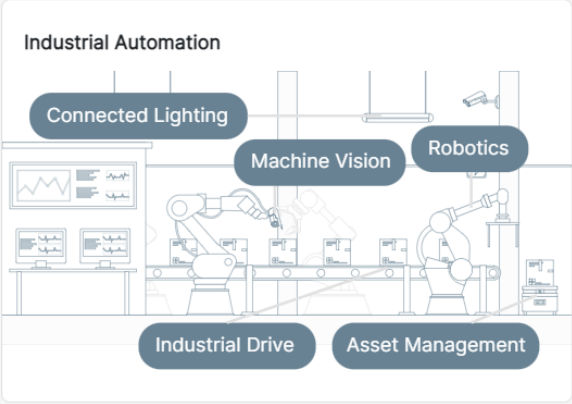 Industrial Automation
Connected Lighting
Machine Vision
Robotics
Industrial Drive
Asset Management